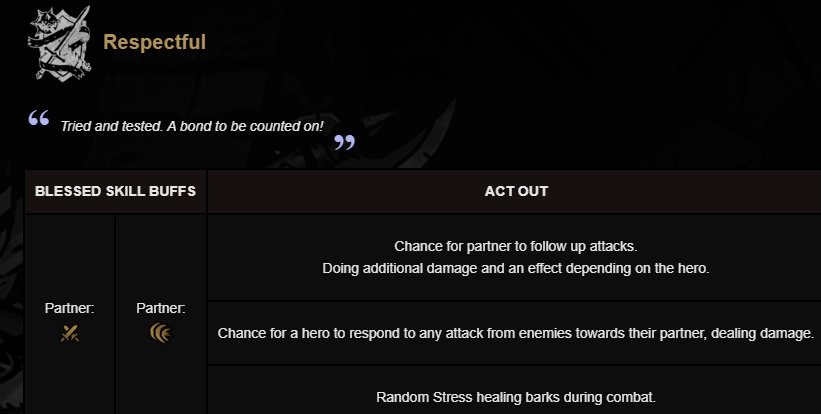 Respectful
“ Tried and tested. A bond to be counted on! ”
BLESSED SKILL BUFFS
ACT OUT
Partner:
Partner:
Chance for partner to follow up attacks.
Doing additional damage and an effect depending on the hero.
Chance for a hero to respond to any attack from enemies towards their partner, dealing damage.
Random Stress healing barks during combat.